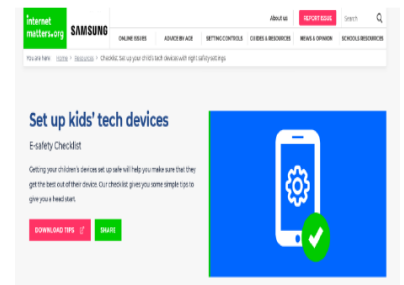 internet
matters.org
SAMSUNG
About us
REPORT ISSUE
Search
ONLINE ISSUES
ADVICE BY AGE
SETTING CONTROLS
GUIDES & RESOURCES
NEWS & OPINION
SCHOOLS RESOURCES
You are here: Home > Resources > Checklist: Set up your child's tech devices with right safety settings
Set up kids' tech devices
E-safety Checklist
Getting your children's devices set up safe will help you make sure that they
get the best out of their device. Our checklist gives you some simple tips to
give you a head start.
DOWNLOAD TIPS
SHARE